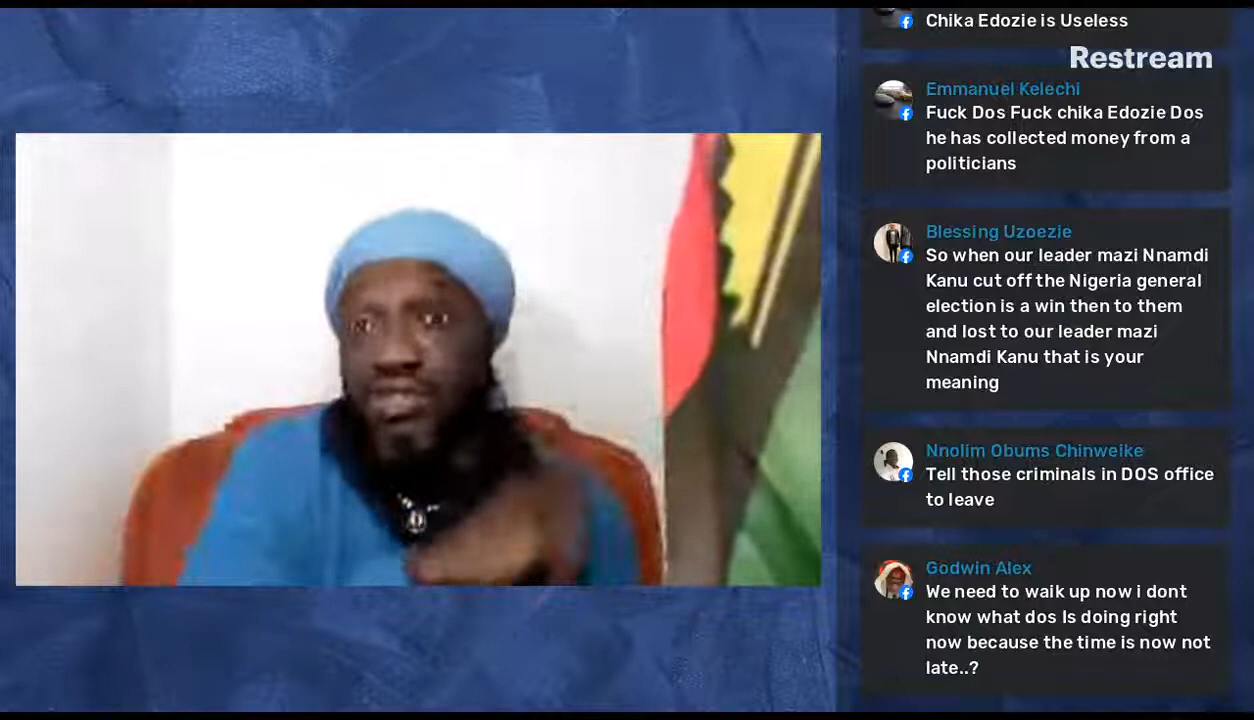 Chika Edozie is Useless
Restream
Emmanuel Kelechi
Fuck Dos Fuck chika Edozie Dos
he has collected money from a
politicians
Blessing Uzoezie
So when our leader mazi Nnamdi
Kanu cut off the Nigeria general
election is a win then to them
and lost to our leader mazi
Nnamdi Kanu that is your
meaning
Nnolim Obums Chinweike
Tell those criminals in DOS office
to leave
Godwin Alex
We need to waik up now i dont
know what dos Is doing right
now because the time is now not
late..?